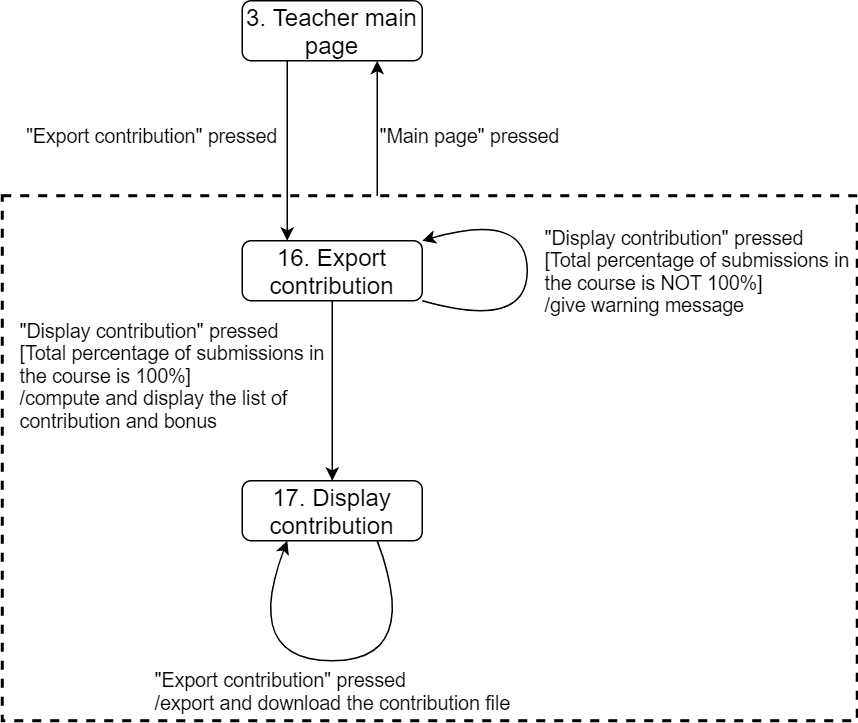 3. Teacher main
page
"Export contribution" pressed
"Main page" pressed
16. Export
contribution
"Display contribution" pressed
[Total percentage of submissions in
the course is NOT 100%]
/give warning message
"Display contribution" pressed
[Total percentage of submissions in
the course is 100%]
/compute and display the list of
contribution and bonus
17. Display
contribution
"Export contribution" pressed
/export and download the contribution file